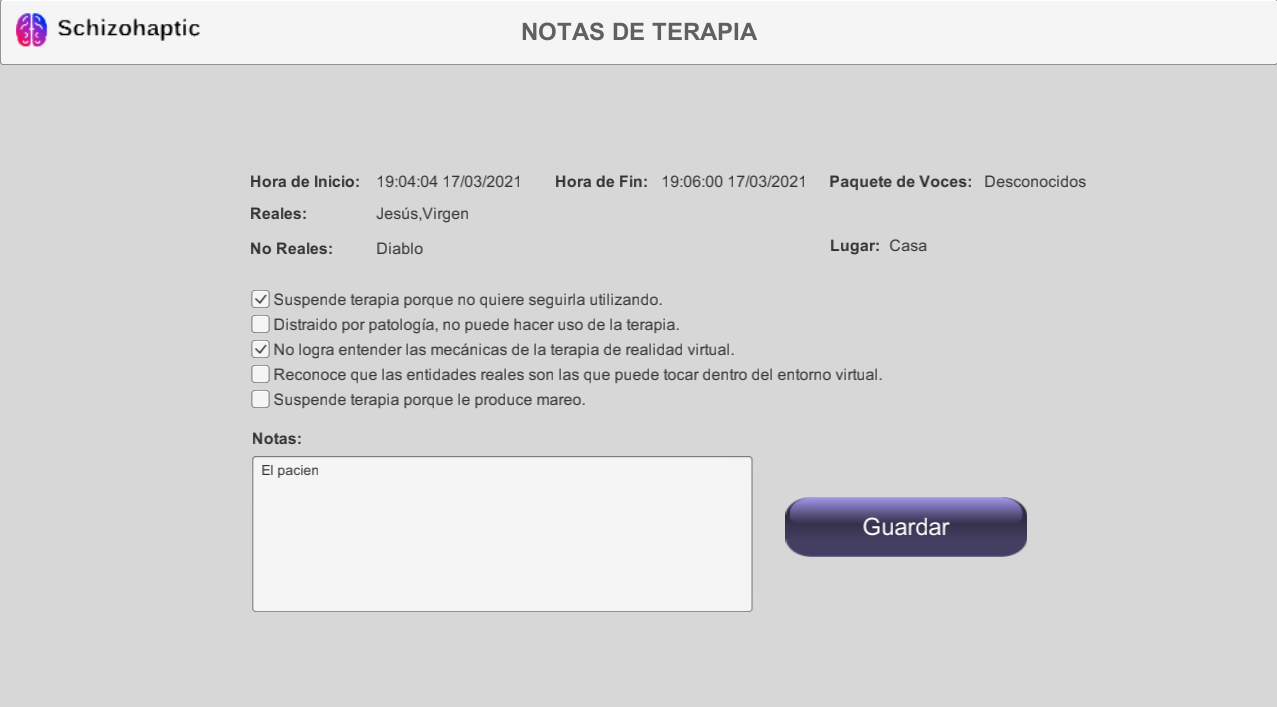 Schizohaptic
NOTAS DE TERAPIA
Hora de Inicio: 19:04:04 17/03/2021 Hora de Fin: 19:06:00 17/03/2021 Paquete de Voces: Desconocidos
Reales: Jesús,Virgen
No Reales: Diablo Lugar: Casa
Suspende terapia porque no quiere seguirla utilizando.
Distraido por patología, no puede hacer uso de la terapia.
No logra entender las mecánicas de la terapia de realidad virtual.
Reconoce que las entidades reales son las que puede tocar dentro del entorno virtual.
Suspende terapia porque le produce mareo.
Notas:
El pacien
Guardar